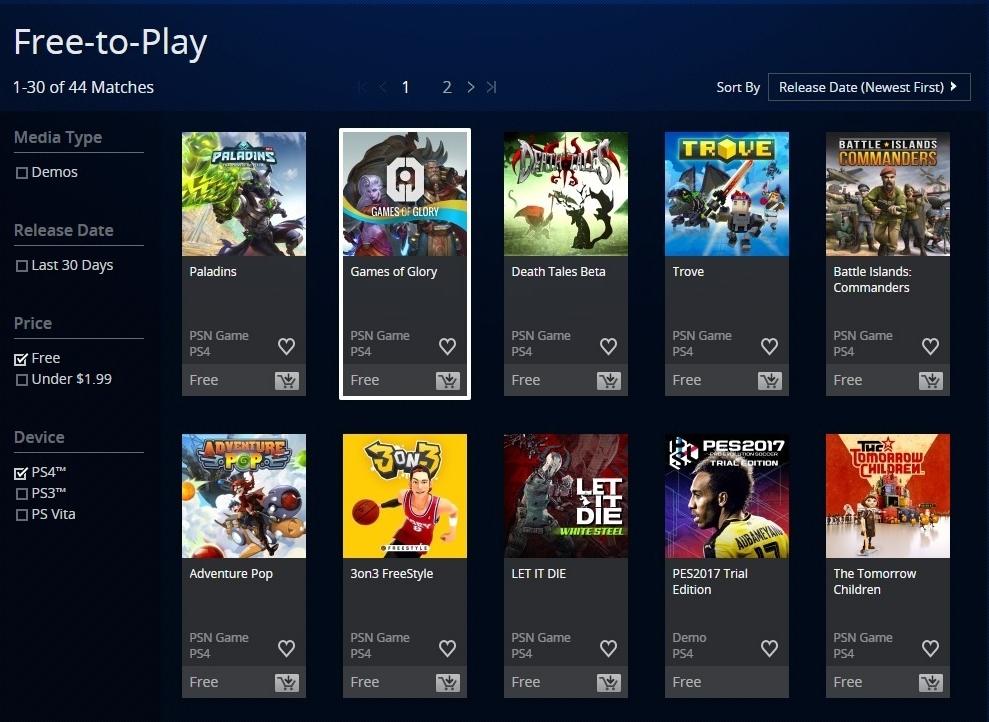 Free-to-Play
1-30 of 44 Matches
1
2
Sort By
Release Date (Newest First)
Media Type
Demos
Release Date
Last 30 Days
Price
Free
Under $1.99
Device
PS4™
PS3™
PS Vita
PALADINS
GAMES OF GLORY
DEATH TALES
TROVE
BATTLE ISLANDS
COMMANDERS
Paladins
Games of Glory
Death Tales Beta
Trove
Battle Islands:
Commanders
PSN Game
PS4
PSN Game
PS4
PSN Game
PS4
PSN Game
PS4
PSN Game
PS4
Free
Free
Free
Free
Free
ADVENTURE
POP
3ON3
FREESTYLE
LET
IT
DIE
WHITE STEEL
PES2017
PRO EVOLUTION SOCCER
TRIAL EDITION
AUBAMEYANG
17
THE
TOMORROW
CHILDREN
Adventure Pop
3on3 FreeStyle
LET IT DIE
PES2017 Trial
Edition
The Tomorrow
Children
PSN Game
PS4
PSN Game
PS4
PSN Game
PS4
Demo
PS4
PSN Game
PS4
Free
Free
Free
Free
Free